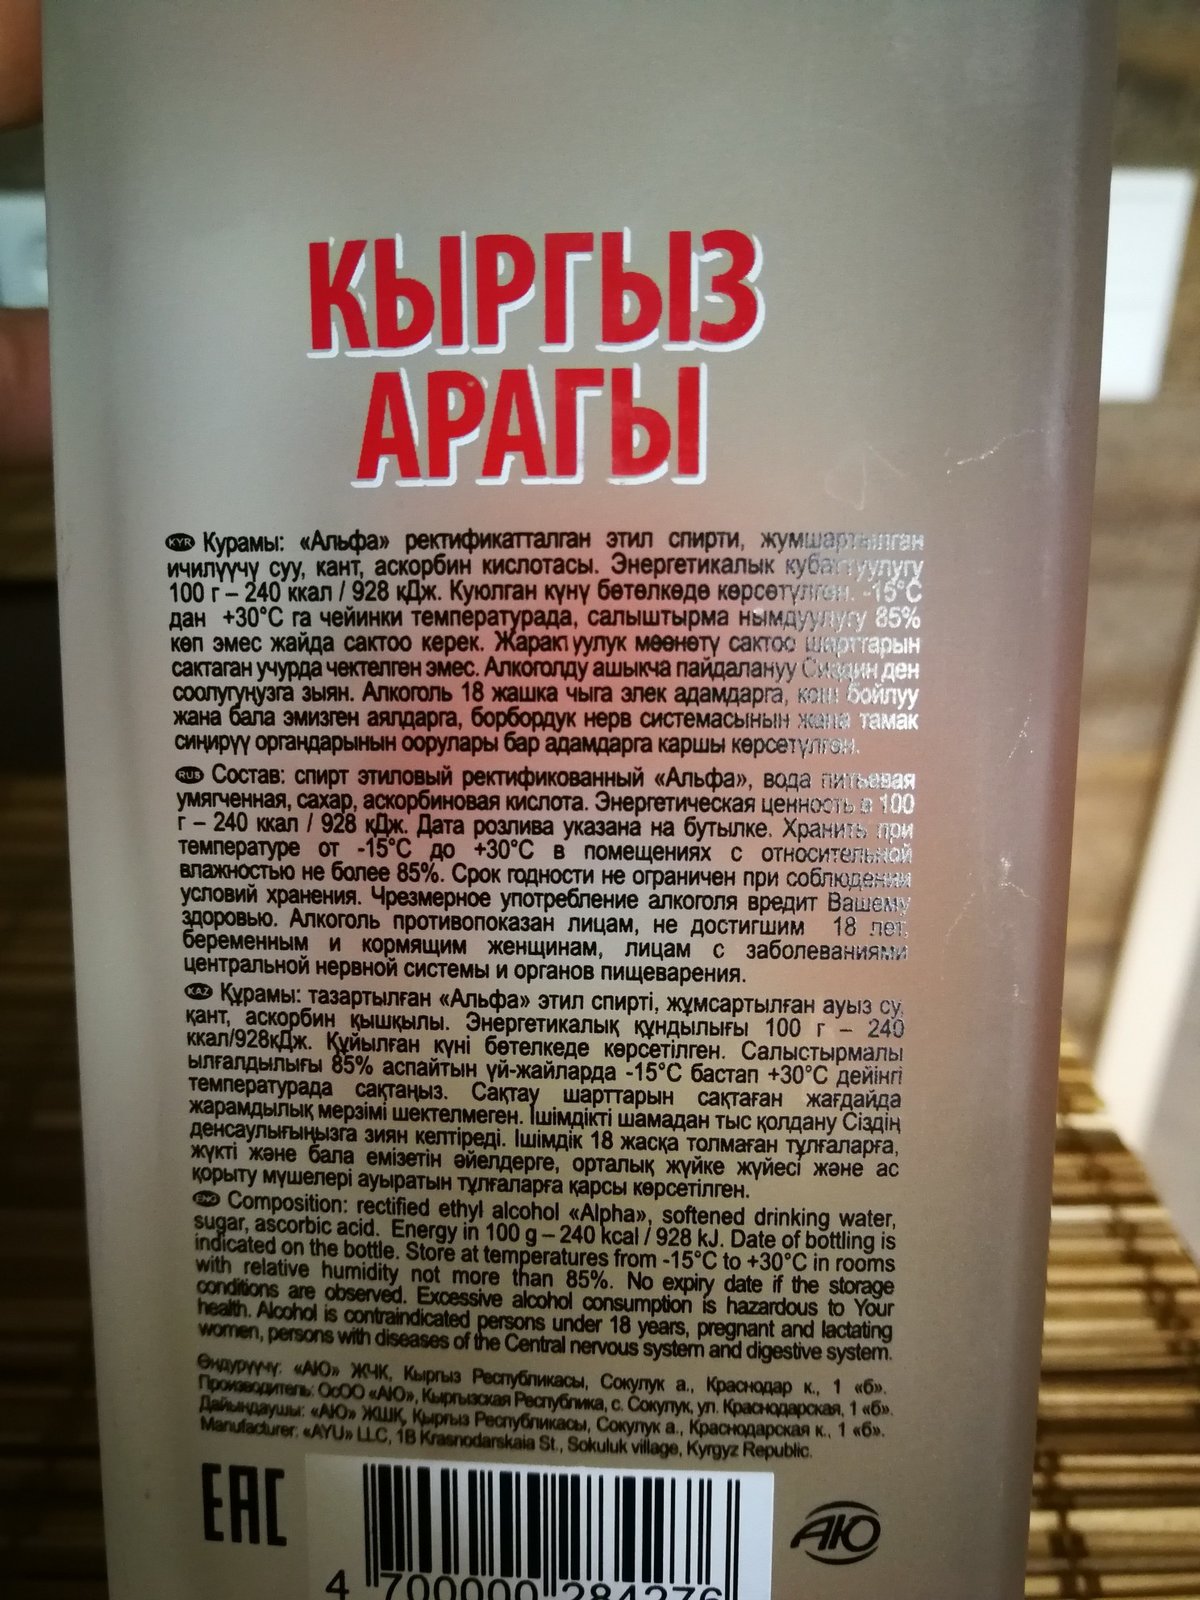 КЫРГЫЗ
АРАГЫ
KYR Курамы: «Альфа» ректификатталган этил спирти, жумшартылган
ичилүүчү суу, кант, аскорбин кислотасы. Энергетикалык кубаттуулугу
100 г – 240 ккал / 928 кДж. Куюлган күнү бөтөлкөдө көрсөтүлгөн. -15°C
дан +30°C га чейинки температурада, салыштырма нымдуулугу 85%
көп эмес жайда сактоо керек. Жарактуулук мөөнөтү сактоо шарттарын
сактаган учурда чектелген эмес. Алкоголду ашыкча пайдалануу Сиздин ден
соолугуңузга зыян. Алкоголь 18 жашка чыга элек адамдарга, кош бойлуу
жана бала эмизген аялдарга, борбордук нерв системасынын жана тамак
сиңирүү органдарынын оорулары бар адамдарга каршы көрсөтүлгөн.
RUS Состав: спирт этиловый ректификованный «Альфа», вода питьевая
умягченная, сахар, аскорбиновая кислота. Энергетическая ценность в 100
г – 240 ккал / 928 кДж. Дата розлива указана на бутылке. Хранить при
температуре от -15°C до +30°C в помещениях с относительной
влажностью не более 85%. Срок годности не ограничен при соблюдении
условий хранения. Чрезмерное употребление алкоголя вредит Вашему
здоровью. Алкоголь противопоказан лицам, не достигшим 18 лет,
беременным и кормящим женщинам, лицам с заболеваниями
центральной нервной системы и органов пищеварения.
KAZ Құрамы: тазартылған «Альфа» этил спирті, жұмсартылған ауыз су,
қант, аскорбин қышқылы. Энергетикалық құндылығы 100 г – 240
ккал/928кДж. Құйылған күні бөтелкеде көрсетілген. Салыстырмалы
ылғалдылығы 85% аспайтын үй-жайларда -15°C бастап +30°C дейінгі
температурада сақтаңыз. Сақтау шарттарын сақтаған жағдайда
жарамдылық мерзімі шектелмеген. Ішімдікті шамадан тыс қолдану Сіздің
денсаулығыңызға зиян келтіреді. Ішімдік 18 жасқа толмаған тұлғаларға,
жүкті және бала емізетін әйелдерге, орталық жүйке жүйесі және ас
қорыту мүшелері ауыратын тұлғаларға қарсы көрсетілген.
ENG Composition: rectified ethyl alcohol «Alpha», softened drinking water,
sugar, ascorbic acid. Energy in 100 g – 240 kcal / 928 kJ. Date of bottling is
indicated on the bottle. Store at temperatures from -15°C to +30°C in rooms
with relative humidity not more than 85%. No expiry date if the storage
conditions are observed. Excessive alcohol consumption is hazardous to Your
health. Alcohol is contraindicated persons under 18 years, pregnant and lactating
women, persons with diseases of the Central nervous system and digestive system.
Өндүрүүчү: «АЮ» ЖЧК, Кыргыз Республикасы, Сокулук а., Краснодар к., 1 «б».
Производитель: ОсОО «АЮ», Кыргызская Республика, с. Сокулук, ул. Краснодарская, 1 «б».
Дайындаушы: «АЮ» ЖШҚ, Қырғыз Республикасы, Сокулук а., Краснодарская к., 1 «б».
Manufacturer: «AYU» LLC, 1B Krasnodarskaia St., Sokuluk village, Kyrgyz Republic.
EAC
АЮ
4 700000 284276